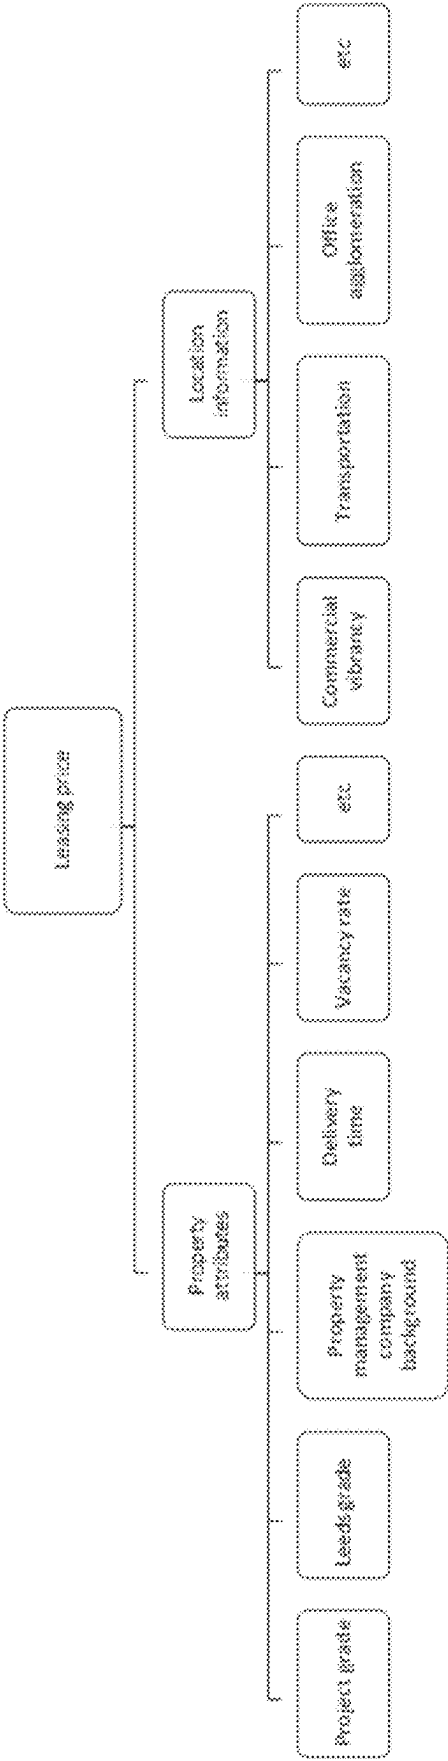 Leasing price
Property
attributes
Location
information
Project grade
Leeds grade
Property
management
company
background
Delivery
time
Vacancy rate
etc
Commercial
vibrancy
Transportation
Office
agglomeration
etc